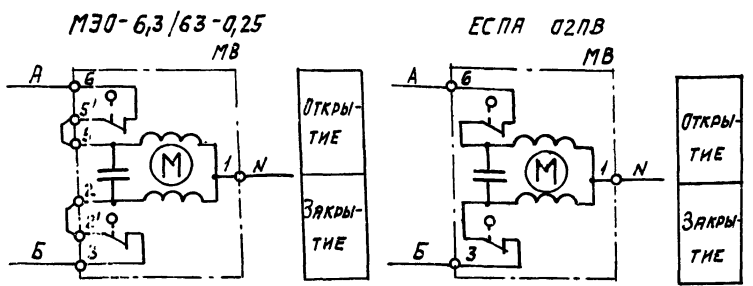 МЭО-6,3/63-0,25
МВ
А
6
5'
5
2
2'
3
Б
М
1
N
ОТКРЫ-
ТИЕ
ЗАКРЫ-
ТИЕ
ЕСПА 02ПВ
МВ
А
6
М
1
N
Б
3
ОТКРЫ-
ТИЕ
ЗАКРЫ-
ТИЕ